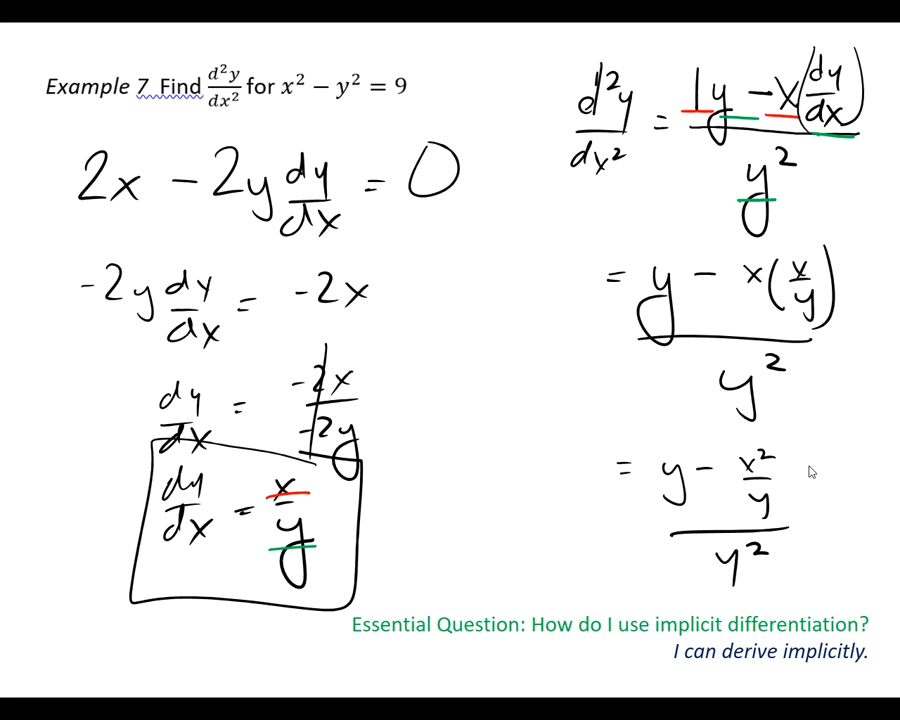 Example 7 Find d²y/dx² for x² − y² = 9
2x − 2y dy/dx = 0
-2y dy/dx = -2x
dy/dx = -2x/-2y
dy/dx = x/y
d²y/dx² = (1y − x(dy/dx))/y²
= (y − x(x/y))/y²
= (y − x²/y)/y²
Essential Question: How do I use implicit differentiation?
I can derive implicitly.